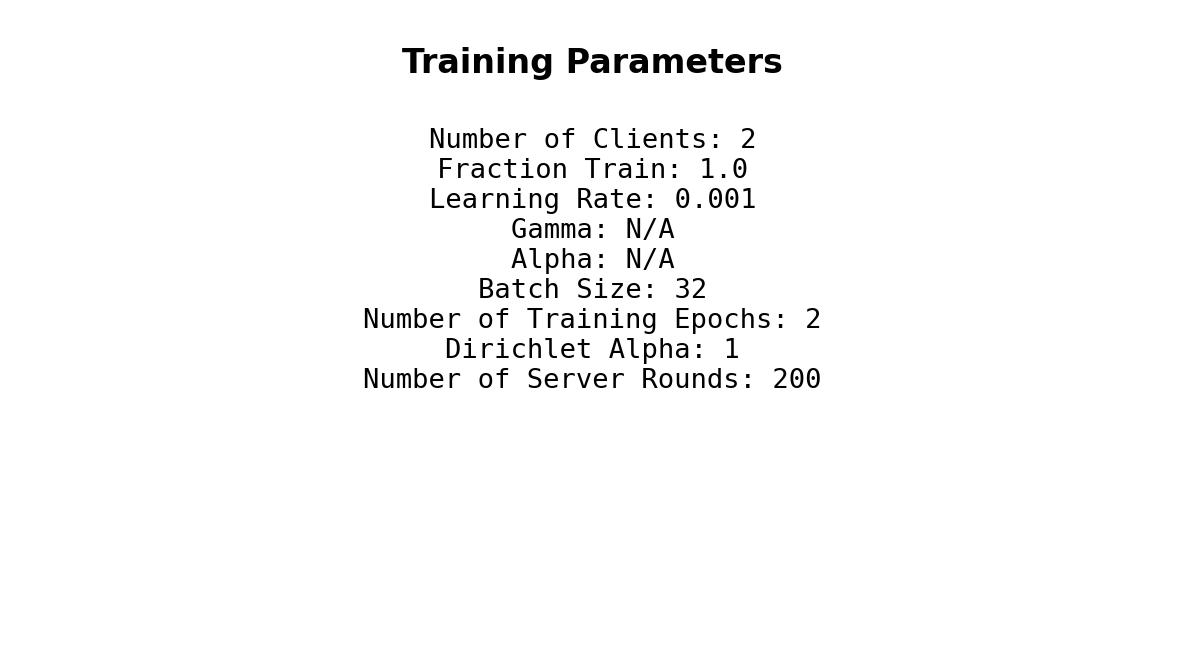 Training Parameters
Number of Clients: 2
Fraction Train: 1.0
Learning Rate: 0.001
Gamma: N/A
Alpha: N/A
Batch Size: 32
Number of Training Epochs: 2
Dirichlet Alpha: 1
Number of Server Rounds: 200